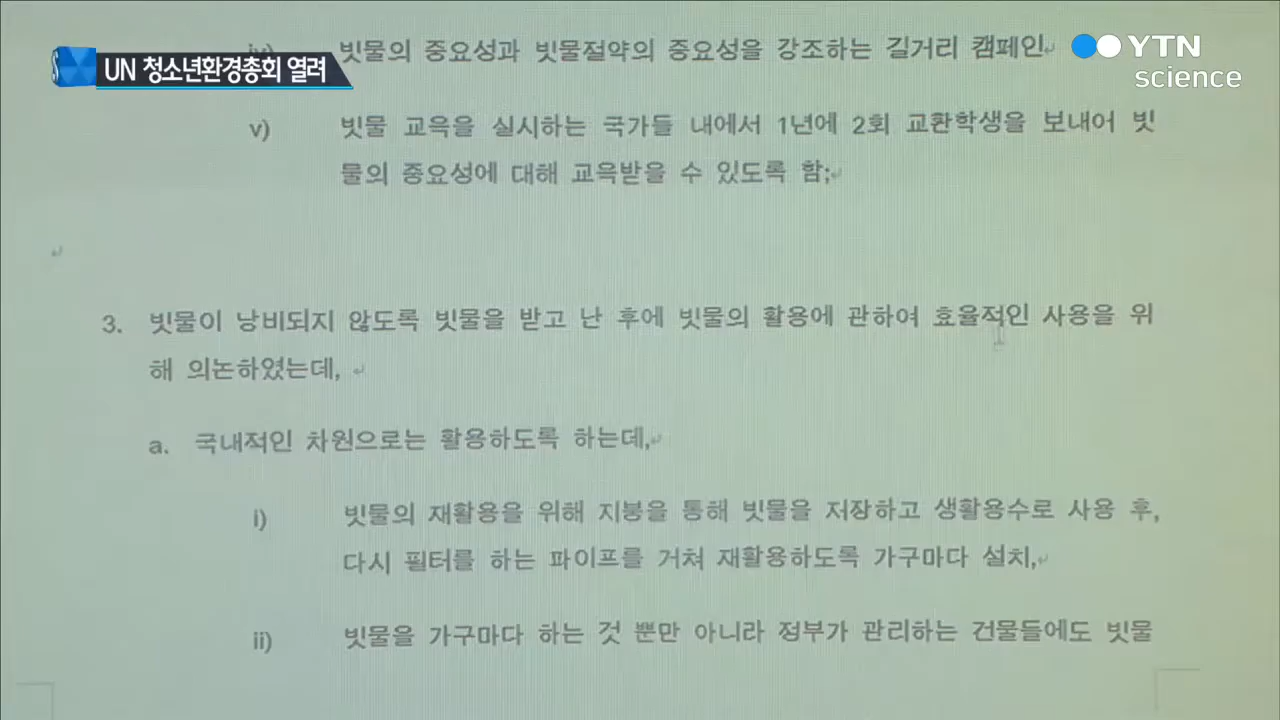 UN 청소년환경총회 열려
YTN
science
iv) 빗물의 중요성과 빗물절약의 중요성을 강조하는 길거리 캠페인
v) 빗물 교육을 실시하는 국가들 내에서 1년에 2회 교환학생을 보내어 빗
물의 중요성에 대해 교육받을 수 있도록 함;
3. 빗물이 낭비되지 않도록 빗물을 받고 난 후에 빗물의 활용에 관하여 효율적인 사용을 위
해 의논하였는데,
a. 국내적인 차원으로는 활용하도록 하는데,
i) 빗물의 재활용을 위해 지붕을 통해 빗물을 저장하고 생활용수로 사용 후,
다시 필터를 하는 파이프를 거쳐 재활용하도록 가구마다 설치,
ii) 빗물을 가구마다 하는 것 뿐만 아니라 정부가 관리하는 건물들에도 빗물